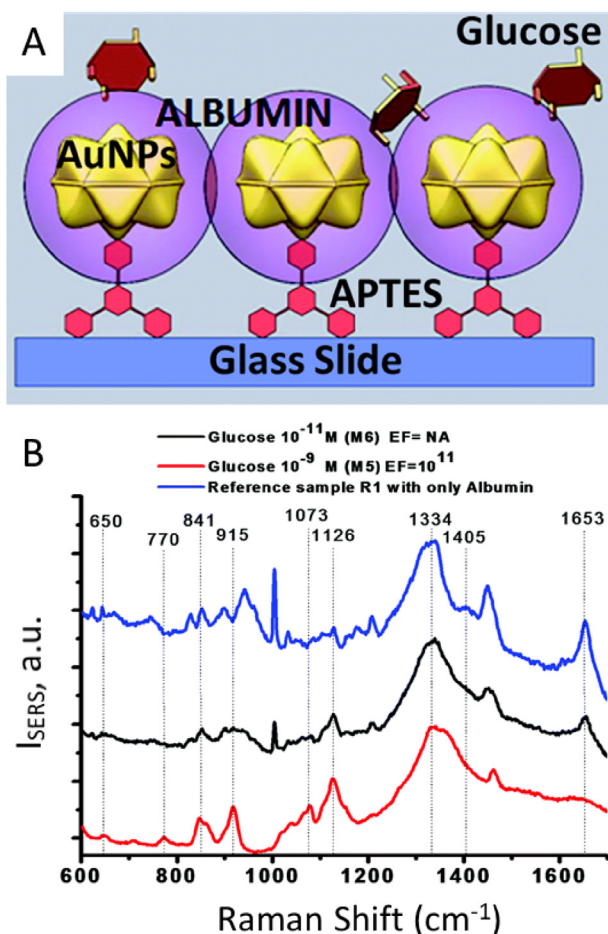 A
Glucose
ALBUMIN
AuNPs
APTES
Glass Slide
B
Glucose 10⁻¹¹ M (M6) EF= NA
Glucose 10⁻⁹ M (M5) EF=10¹¹
Reference sample R1 with only Albumin
650 770 841 915 1073 1126 1334 1405 1653
I_SERS, a.u.
600 800 1000 1200 1400 1600
Raman Shift (cm⁻¹)